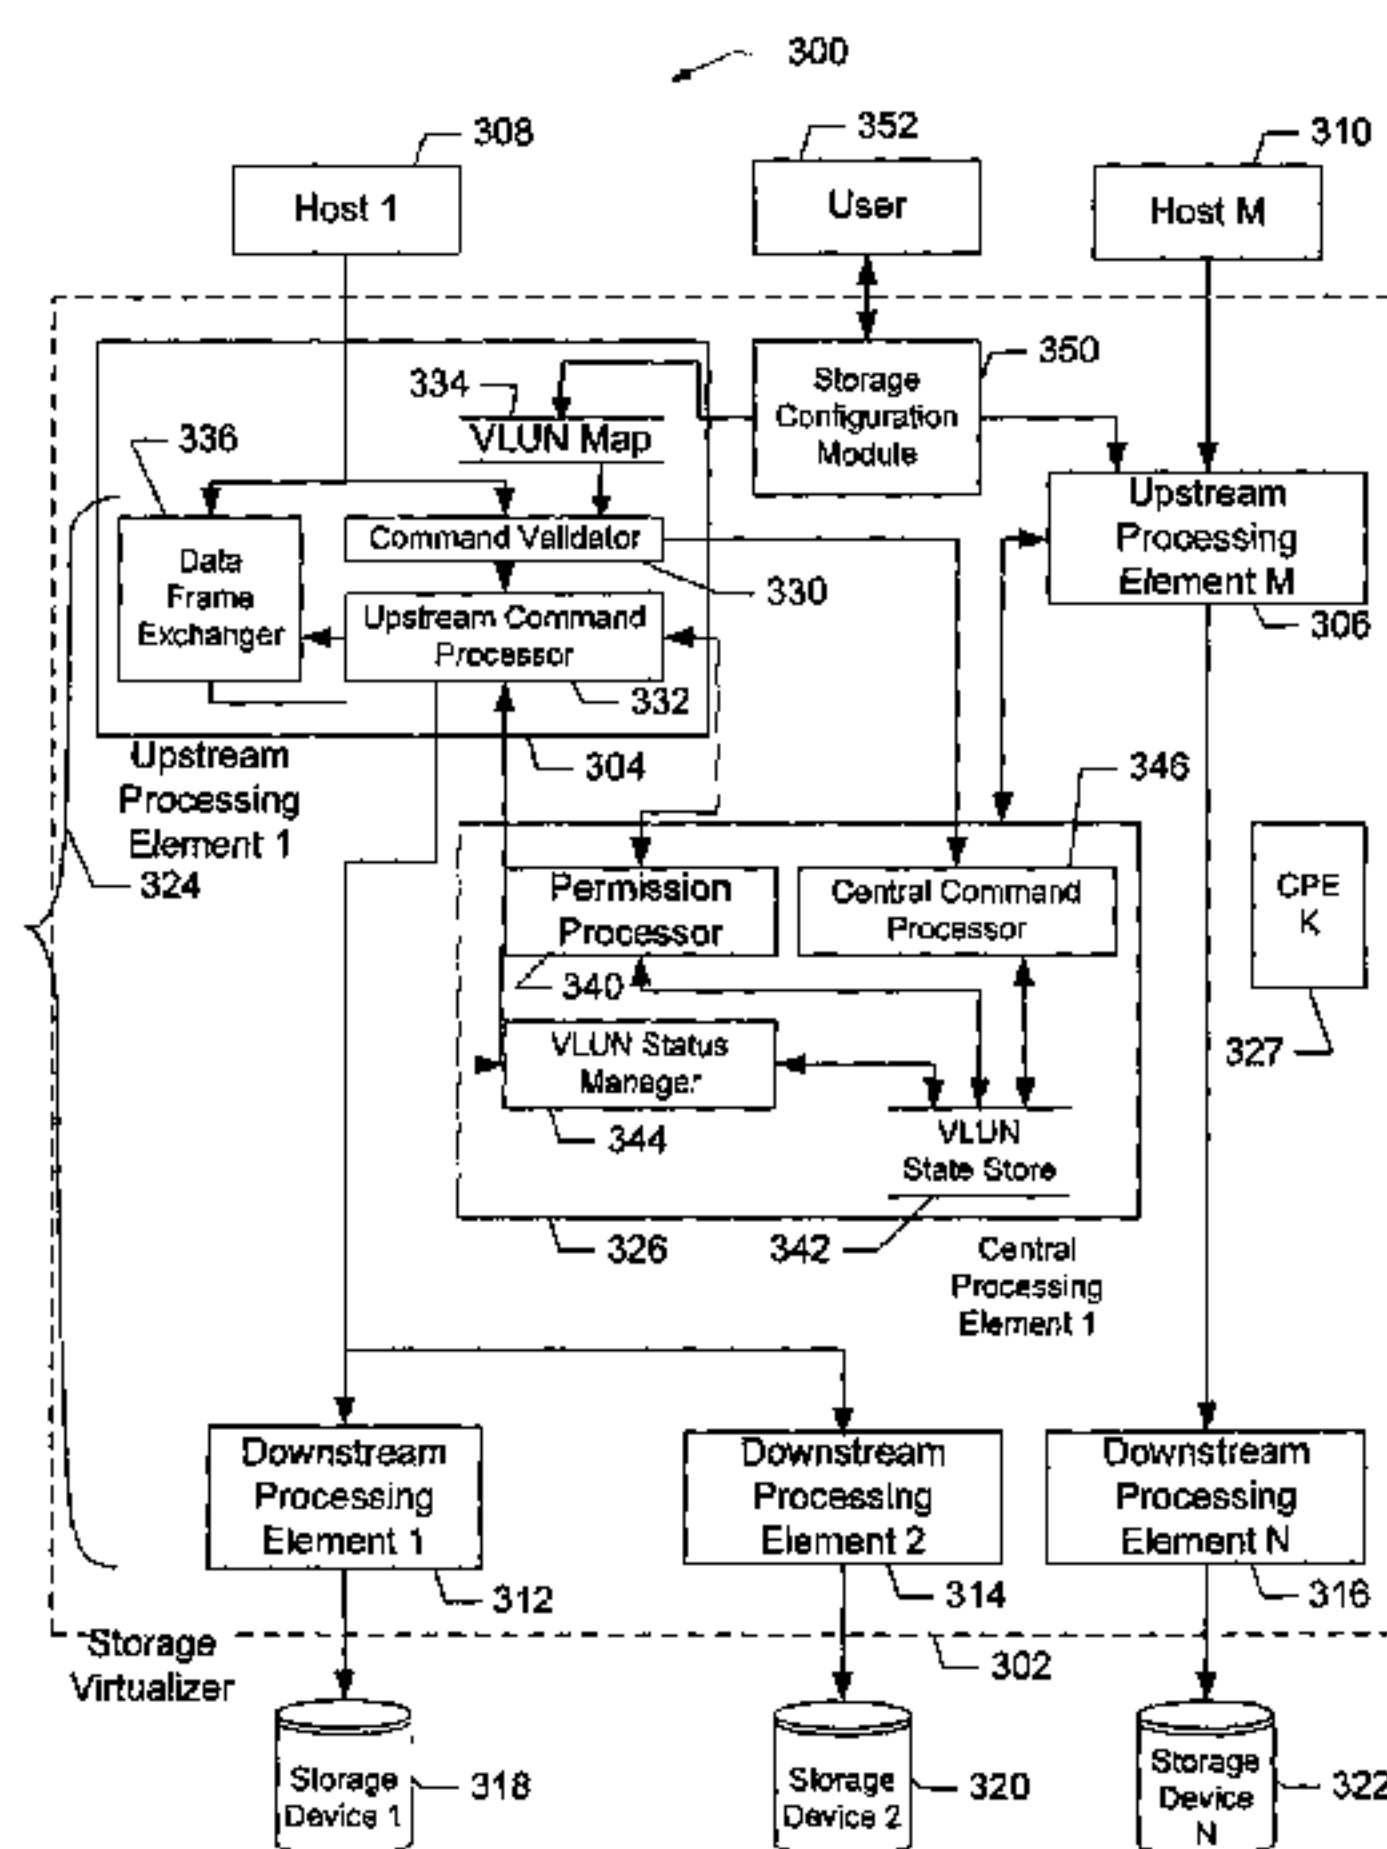 300
308
352
310
Host 1
User
Host M
350
334
Storage
Configuration
Module
336
VLUN Map
Upstream
Processing
Element M
Command Validator
Data
Frame
Exchanger
330
306
Upstream Command
Processor
332
304
Upstream
Processing
Element 1
346
324
Permission
Processor
Central Command
Processor
CPE
K
340
VLUN Status
Manager
327
344
VLUN
State Store
326
342
Central
Processing
Element 1
Downstream
Processing
Element 1
Downstream
Processing
Element 2
Downstream
Processing
Element N
312
314
316
Storage
Virtualizer
302
Storage
Device 1
318
Storage
Device 2
320
Storage
Device
N
322